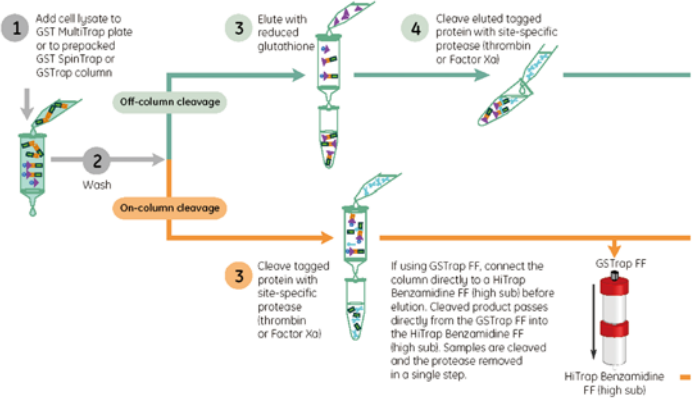 1
Add cell lysate to
GST MultiTrap plate
or to prepacked
GST SpinTrap or
GSTrap column
2
Wash
Off-column cleavage
3
Elute with
reduced
glutathione
4
Cleave eluted tagged
protein with site-specific
protease (thrombin
or Factor Xa)
On-column cleavage
3
Cleave tagged
protein with
site-specific
protease
(thrombin
or Factor Xa)
If using GSTrap FF, connect the
column directly to a HiTrap
Benzamidine FF (high sub) before
elution. Cleaved product passes
directly from the GSTrap FF into
the HiTrap Benzamidine FF
(high sub). Samples are cleaved
and the protease removed
in a single step.
GSTrap FF
HiTrap Benzamidine
FF (high sub)